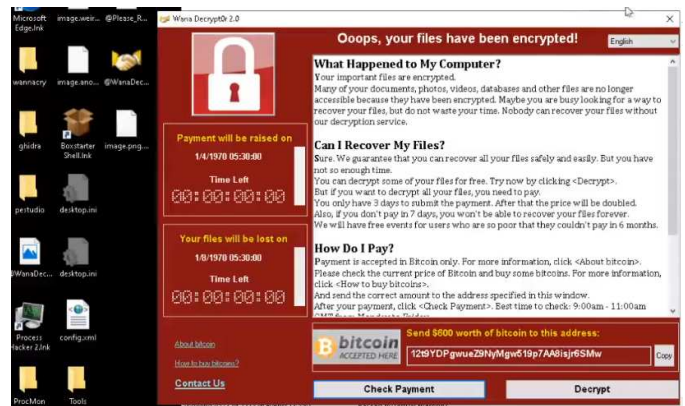 Microsoft Edge.lnk
image.weir...
@Please_R...
wannacry
image.ano...
@WanaDec...
ghidra
Boxstarter Shell.lnk
image.png...
pestudio
desktop.ini
@WanaDec...
desktop.ini
Process Hacker 2.lnk
config.xml
ProcMon
Tools
Wana Decrypt0r 2.0
Ooops, your files have been encrypted!
English
Payment will be raised on
1/4/1970 05:30:00
Time Left
00:00:00:00
Your files will be lost on
1/8/1970 05:30:00
Time Left
00:00:00:00
About bitcoin
How to buy bitcoins?
Contact Us
What Happened to My Computer?
Your important files are encrypted.
Many of your documents, photos, videos, databases and other files are no longer
accessible because they have been encrypted. Maybe you are busy looking for a way to
recover your files, but do not waste your time. Nobody can recover your files without
our decryption service.
Can I Recover My Files?
Sure. We guarantee that you can recover all your files safely and easily. But you have
not so enough time.
You can decrypt some of your files for free. Try now by clicking <Decrypt>.
But if you want to decrypt all your files, you need to pay.
You only have 3 days to submit the payment. After that the price will be doubled.
Also, if you don't pay in 7 days, you won't be able to recover your files forever.
We will have free events for users who are so poor that they couldn't pay in 6 months.
How Do I Pay?
Payment is accepted in Bitcoin only. For more information, click <About bitcoin>.
Please check the current price of Bitcoin and buy some bitcoins. For more information,
click <How to buy bitcoins>.
And send the correct amount to the address specified in this window.
After your payment, click <Check Payment>. Best time to check: 9:00am - 11:00am
bitcoin
ACCEPTED HERE
Send $600 worth of bitcoin to this address:
12t9YDPgwueZ9NyMgw519p7AA8isjr6SMw
Copy
Check Payment
Decrypt